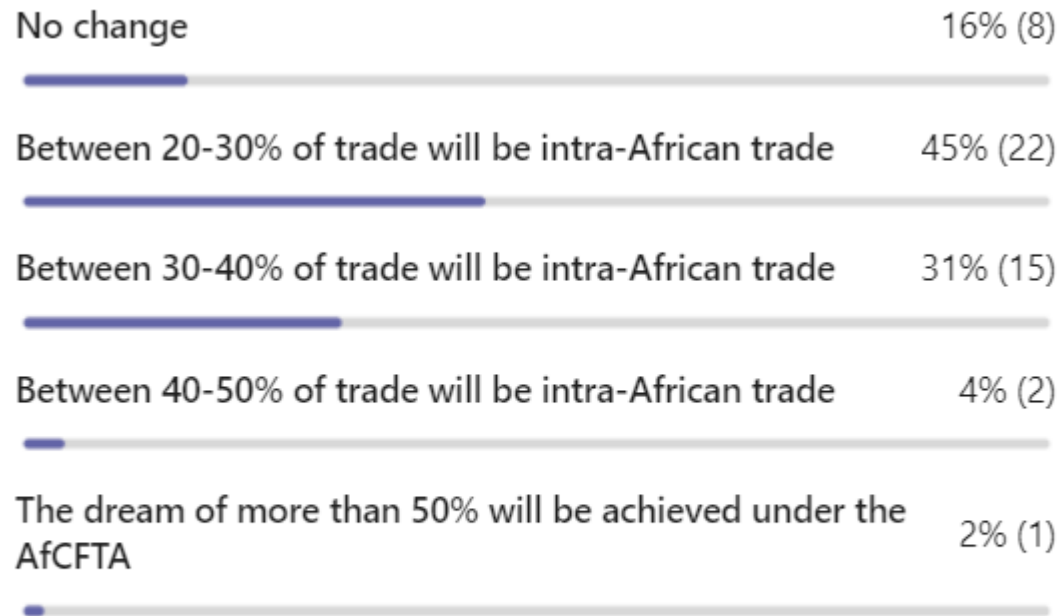 No change 16% (8)
Between 20-30% of trade will be intra-African trade 45% (22)
Between 30-40% of trade will be intra-African trade 31% (15)
Between 40-50% of trade will be intra-African trade 4% (2)
The dream of more than 50% will be achieved under the
AfCFTA 2% (1)